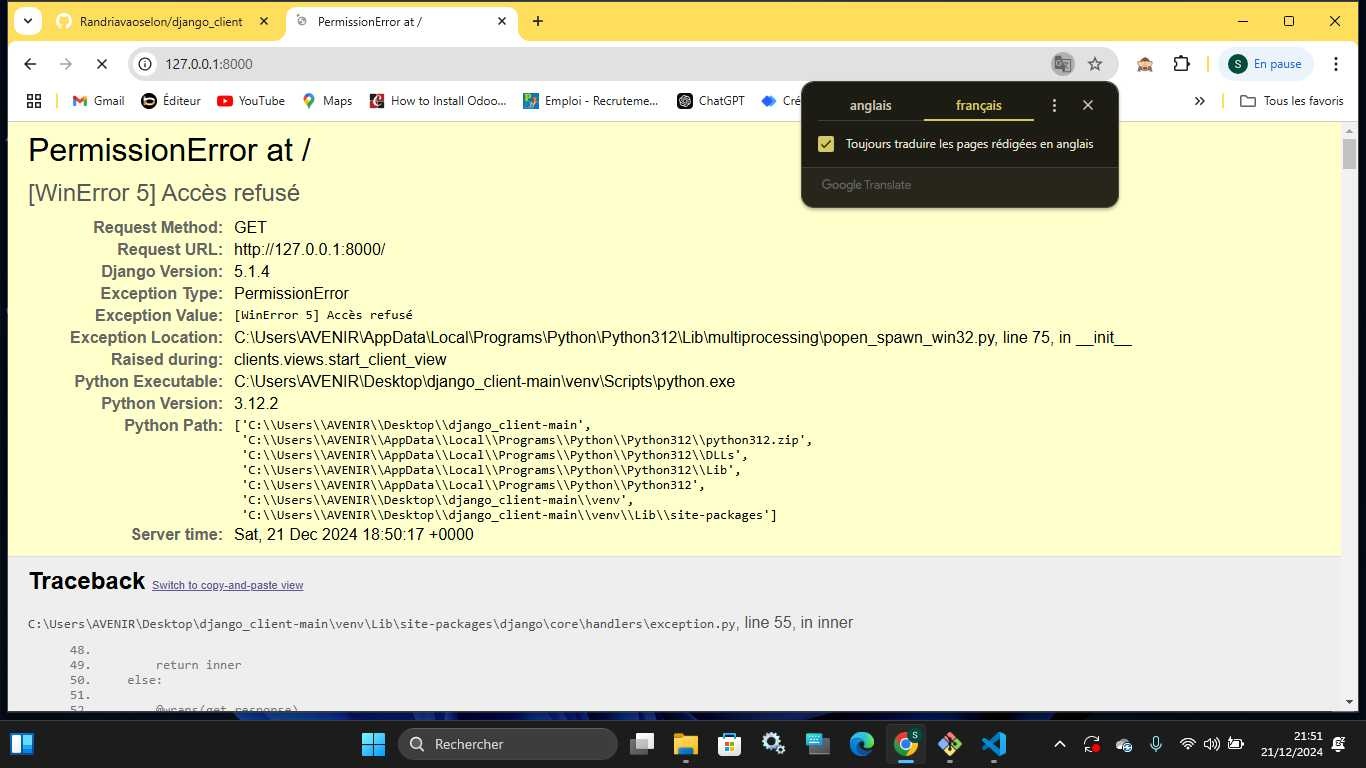 Randriavaoselon/django_client
PermissionError at /
127.0.0.1:8000
S
En pause
Gmail
Éditeur
YouTube
Maps
How to Install Odoo...
Emploi - Recruteme...
ChatGPT
Cré
Tous les favoris
anglais
français
Toujours traduire les pages rédigées en anglais
Google Translate
PermissionError at /
[WinError 5] Accès refusé
Request Method: GET
Request URL: http://127.0.0.1:8000/
Django Version: 5.1.4
Exception Type: PermissionError
Exception Value: [WinError 5] Accès refusé
Exception Location: C:\Users\AVENIR\AppData\Local\Programs\Python\Python312\Lib\multiprocessing\popen_spawn_win32.py, line 75, in __init__
Raised during: clients.views.start_client_view
Python Executable: C:\Users\AVENIR\Desktop\django_client-main\venv\Scripts\python.exe
Python Version: 3.12.2
Python Path: ['C:\\Users\\AVENIR\\Desktop\\django_client-main',
'C:\\Users\\AVENIR\\AppData\\Local\\Programs\\Python\\Python312\\python312.zip',
'C:\\Users\\AVENIR\\AppData\\Local\\Programs\\Python\\Python312\\DLLs',
'C:\\Users\\AVENIR\\AppData\\Local\\Programs\\Python\\Python312\\Lib',
'C:\\Users\\AVENIR\\AppData\\Local\\Programs\\Python\\Python312',
'C:\\Users\\AVENIR\\Desktop\\django_client-main\\venv',
'C:\\Users\\AVENIR\\Desktop\\django_client-main\\venv\\Lib\\site-packages']
Server time: Sat, 21 Dec 2024 18:50:17 +0000
Traceback Switch to copy-and-paste view
C:\Users\AVENIR\Desktop\django_client-main\venv\Lib\site-packages\django\core\handlers\exception.py, line 55, in inner
48.
49. return inner
50. else:
51.
52. @wraps(get_response)
Rechercher
S
21:51
21/12/2024